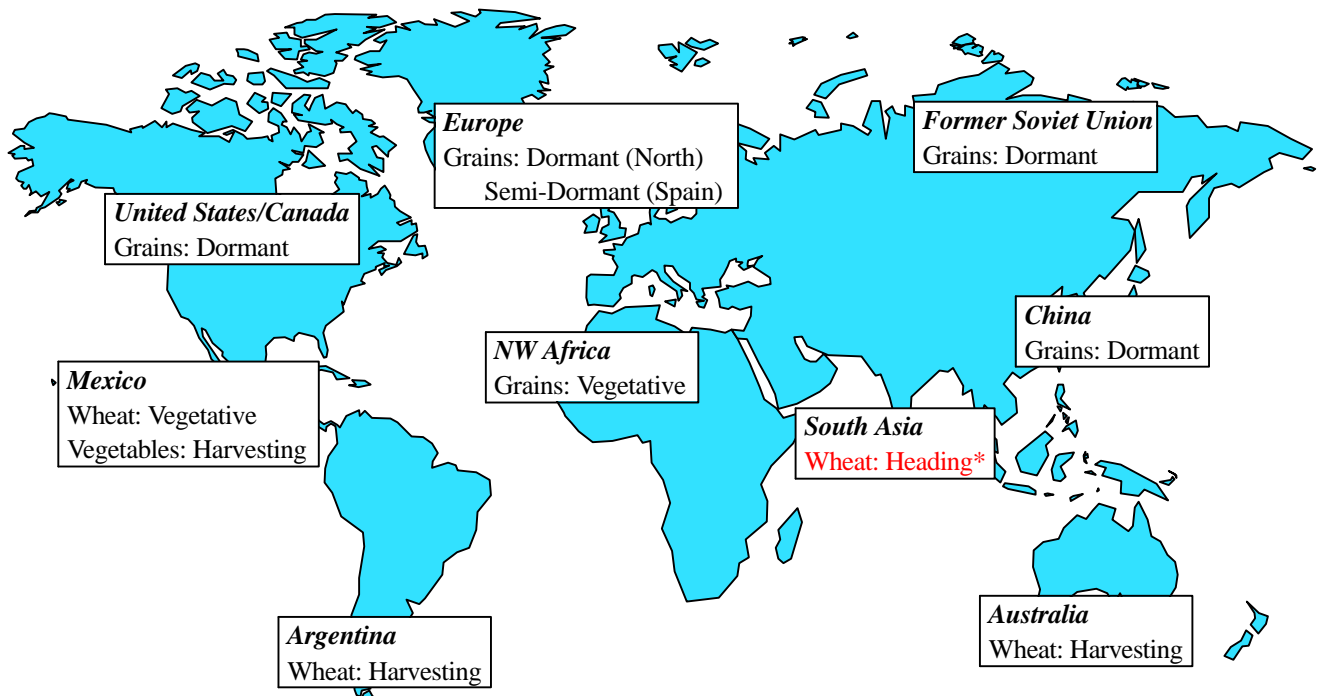 Europe
Grains: Dormant (North)
Semi-Dormant (Spain)
Former Soviet Union
Grains: Dormant
United States/Canada
Grains: Dormant
China
Grains: Dormant
NW Africa
Grains: Vegetative
Mexico
Wheat: Vegetative
Vegetables: Harvesting
South Asia
Wheat: Heading*
Argentina
Wheat: Harvesting
Australia
Wheat: Harvesting